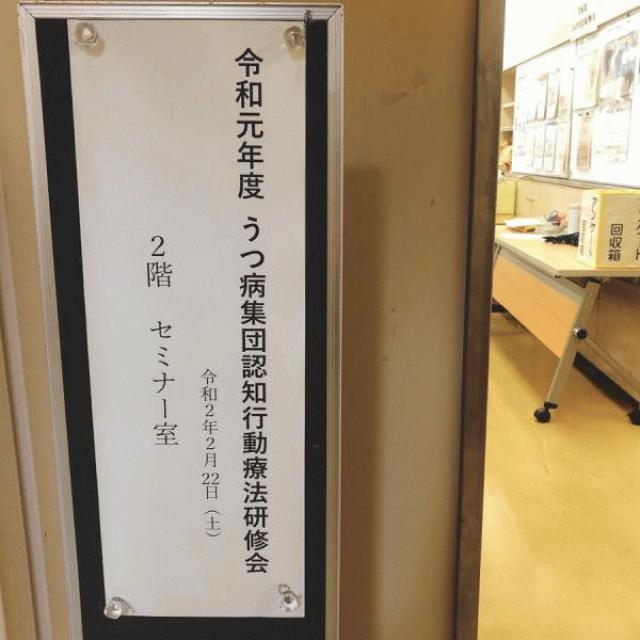 令和元年度 うつ病集団認知行動療法研修会
令和2年2月22日（土）
2階 セミナー室
アンケート
回収箱